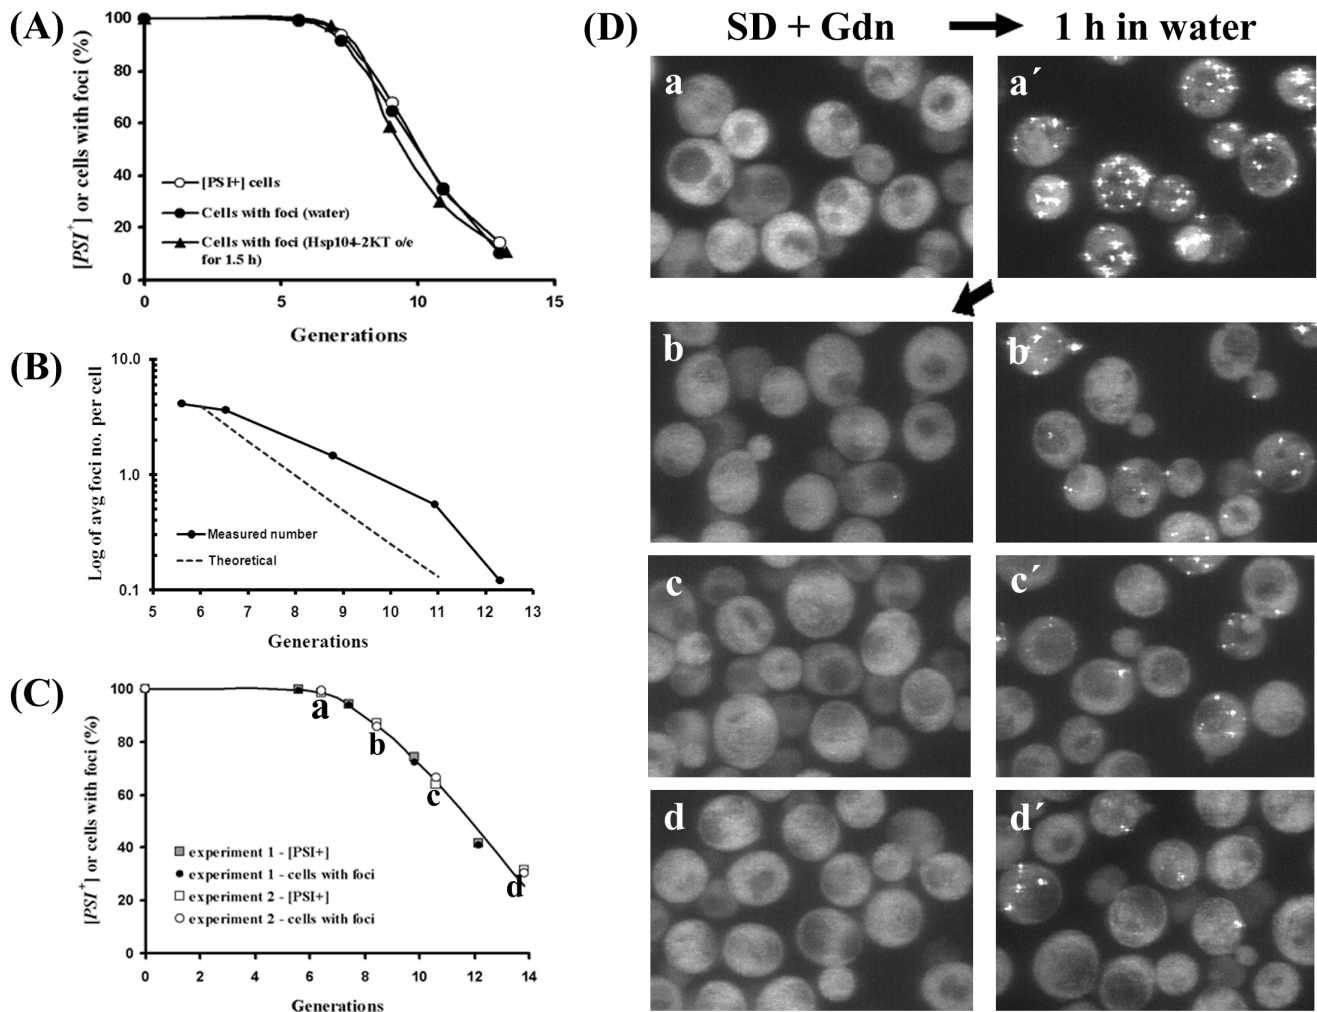 (A)
[PSI+] or cells with foci (%)
100
80
60
40
20
0
0 5 10 15
Generations
[PSI+] cells
Cells with foci (water)
Cells with foci (Hsp104-2KT o/e
for 1.5 h)
(B)
Log of avg foci no. per cell
10.0
1.0
0.1
5 6 7 8 9 10 11 12 13
Generations
Measured number
Theoretical
(C)
[PSI+] or cells with foci (%)
100
80
60
40
20
0
0 2 4 6 8 10 12 14
Generations
a
b
c
d
experiment 1 - [PSI+]
experiment 1 - cells with foci
experiment 2 - [PSI+]
experiment 2 - cells with foci
(D) SD + Gdn 1 h in water
a a´
b b´
c c´
d d´